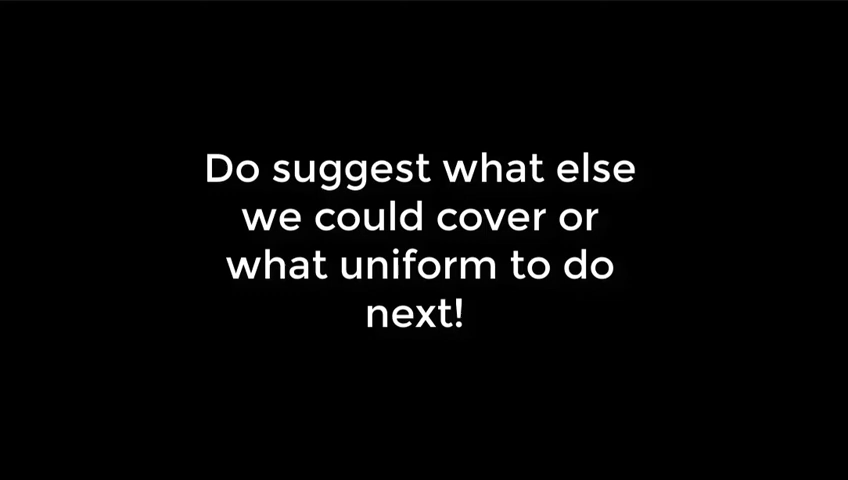 Do suggest what else
we could cover or
what uniform to do
next!